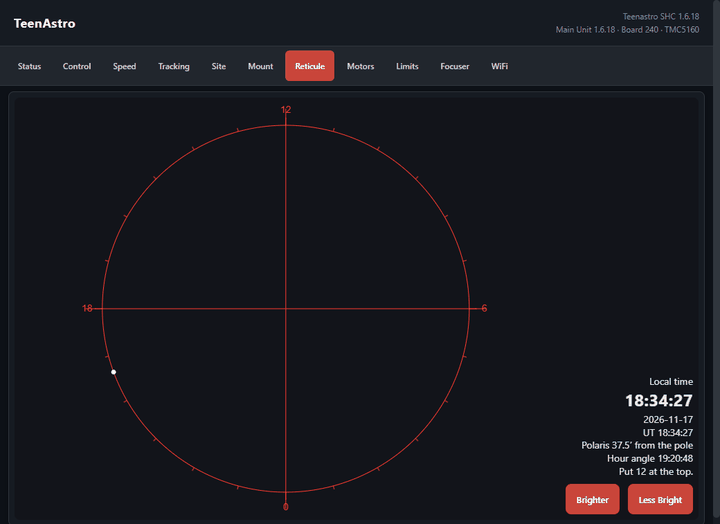 TeenAstro
Teenastro SHC 1.6.18
Main Unit 1.6.18 · Board 240 · TMC5160
Status Control Speed Tracking Site Mount Reticule Motors Limits Focuser WiFi
12
18
6
0
Local time
18:34:27
2026-11-17
UT 18:34:27
Polaris 37.5' from the pole
Hour angle 19:20:48
Put 12 at the top.
Brighter Less Bright